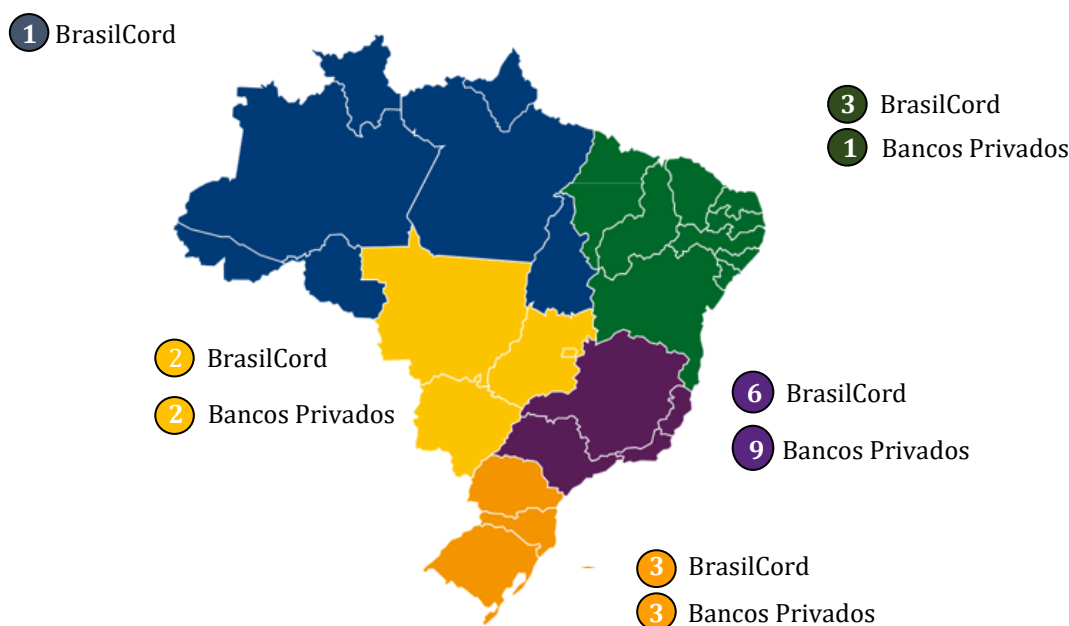 1 BrasilCord
3 BrasilCord
1 Bancos Privados
2 BrasilCord
2 Bancos Privados
6 BrasilCord
9 Bancos Privados
3 BrasilCord
3 Bancos Privados